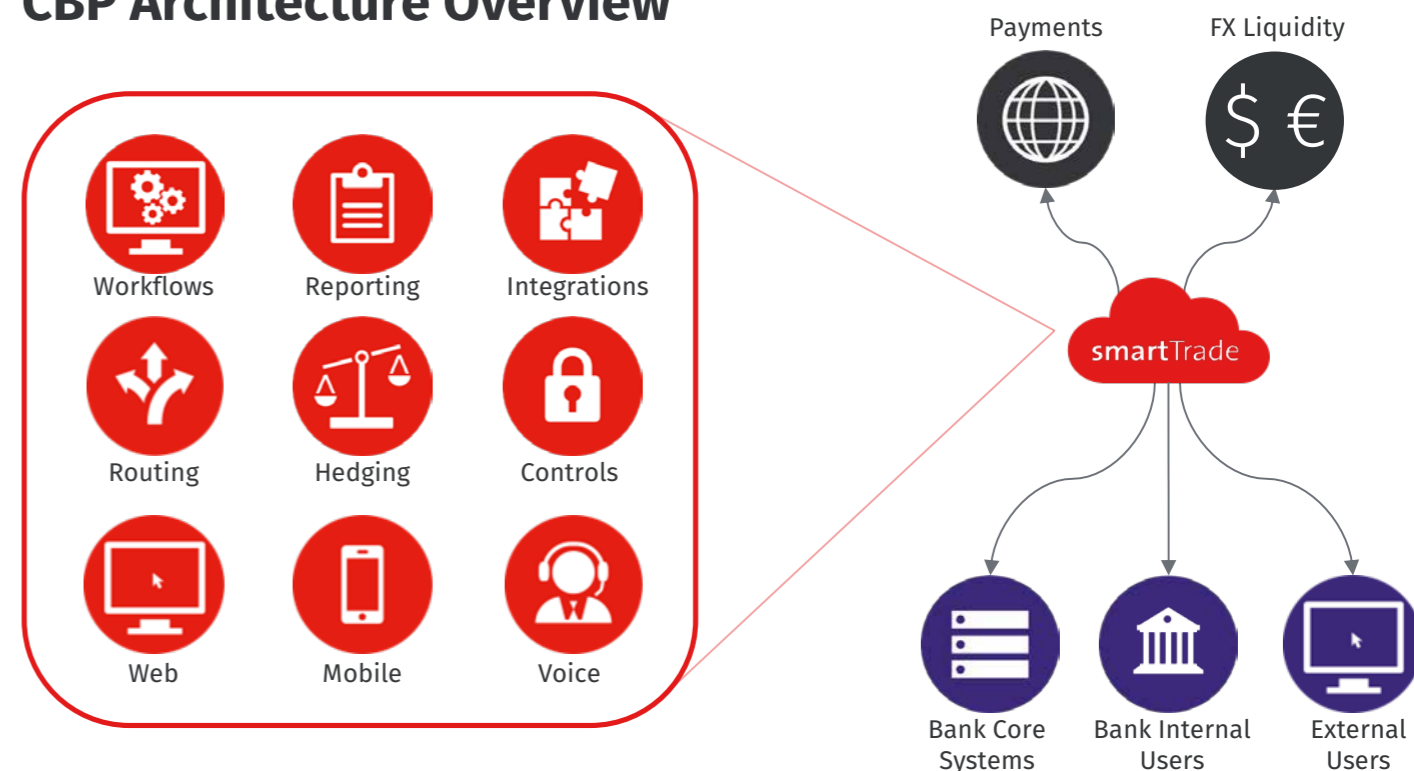 CBP Architecture Overview
Payments
FX Liquidity
$ €
Workflows
Reporting
Integrations
smartTrade
Routing
Hedging
Controls
Web
Mobile
Voice
Bank Core
Systems
Bank Internal
Users
External
Users